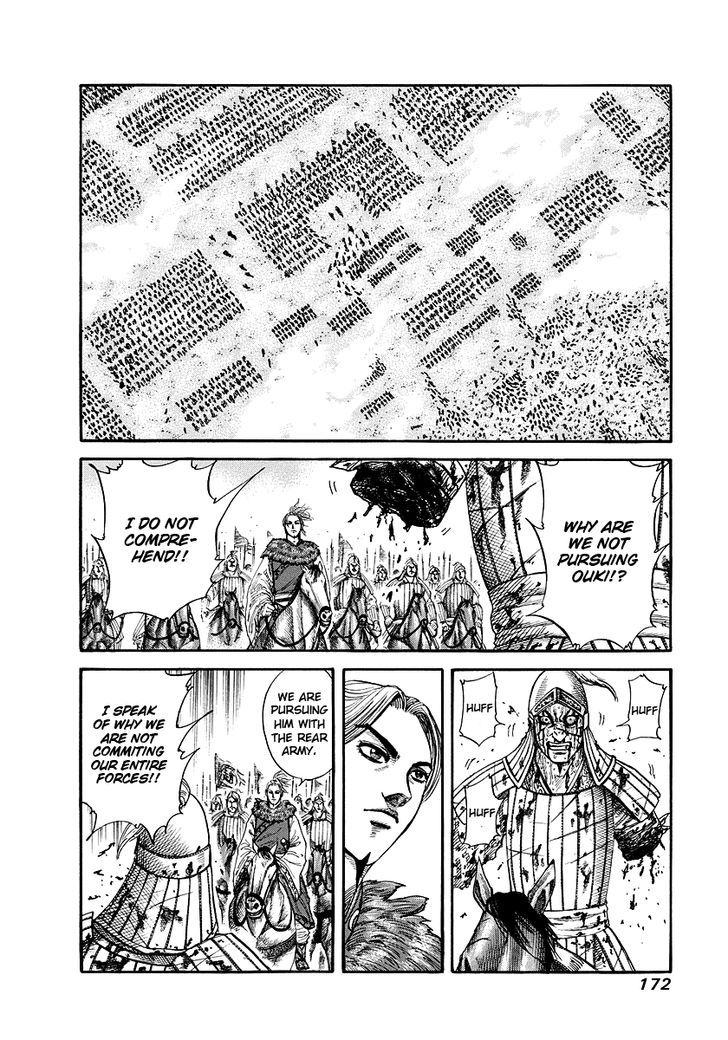 WHY ARE
WE NOT
PURSUING
OUKI!?
I DO NOT
COMPRE-
HEND!!
HUFF
HUFF
HUFF
WE ARE
PURSUING
HIM WITH
THE REAR
ARMY.
I SPEAK
OF WHY WE
ARE NOT
COMMITING
OUR ENTIRE
FORCES!!
172